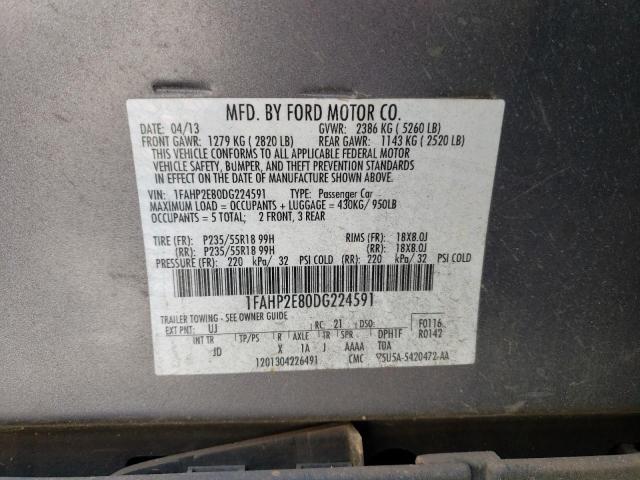 MFD. BY FORD MOTOR CO.
DATE: 04/13 GVWR: 2386 KG ( 5260 LB)
FRONT GAWR: 1279 KG ( 2820 LB) REAR GAWR: 1143 KG ( 2520 LB)
THIS VEHICLE CONFORMS TO ALL APPLICABLE FEDERAL MOTOR
VEHICLE SAFETY, BUMPER, AND THEFT PREVENTION STANDARDS
IN EFFECT ON THE DATE OF MANUFACTURE SHOWN ABOVE.
VIN: 1FAHP2E80DG224591 TYPE: Passenger Car
MAXIMUM LOAD = OCCUPANTS + LUGGAGE = 430KG/ 950LB
OCCUPANTS = 5 TOTAL; 2 FRONT, 3 REAR
TIRE (FR): P235/55R18 99H RIMS (FR): 18X8.0J
(RR): P235/55R18 99H (RR): 18X8.0J
PRESSURE (FR): 220 kPa/ 32 PSI COLD (RR): 220 kPa/ 32 PSI COLD
1FAHP2E80DG224591
TRAILER TOWING - SEE OWNER GUIDE
EXT PNT: UJ RC: 21 DSO: F0116
INT TR TP/PS R AXLE TR SPR DPH1F R0142
JD X 1A J AAAA T0A
1201304226491 CMC 5U5A-5420472-AA